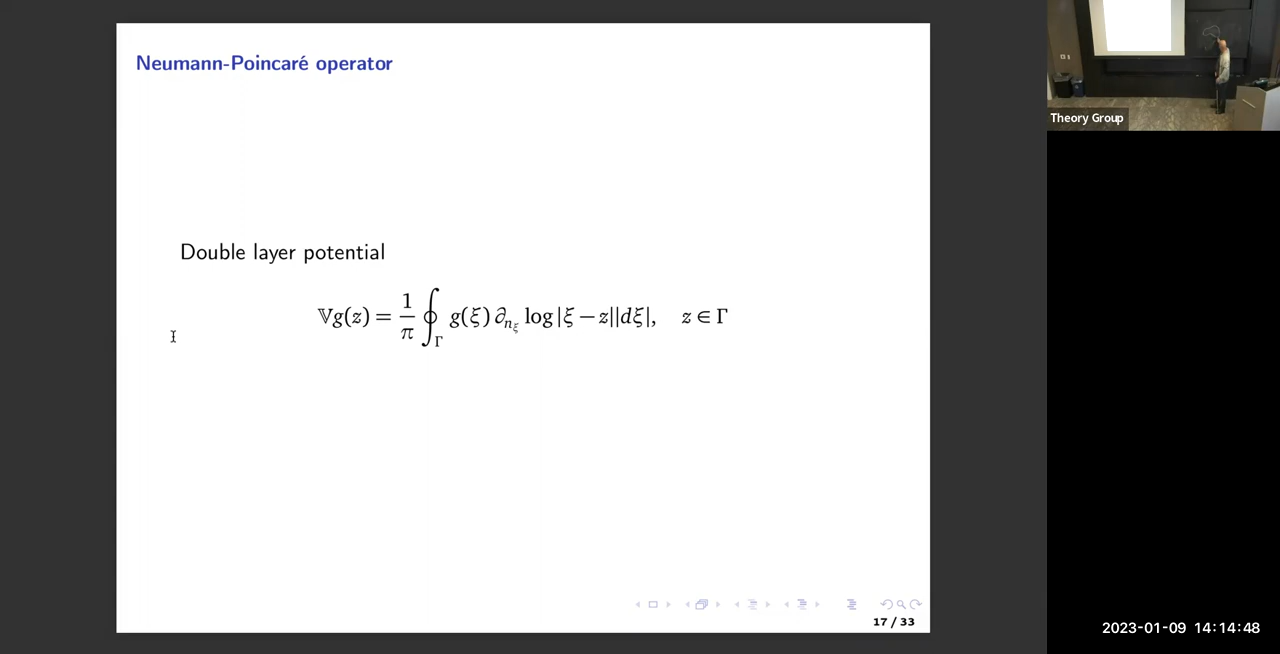 Neumann-Poincaré operator
Double layer potential
𝕍g(z) = 1/π ∮_Γ g(ξ) ∂_{n_ξ} log|ξ − z||dξ|, z ∈ Γ
17 / 33
Theory Group
2023-01-09 14:14:48